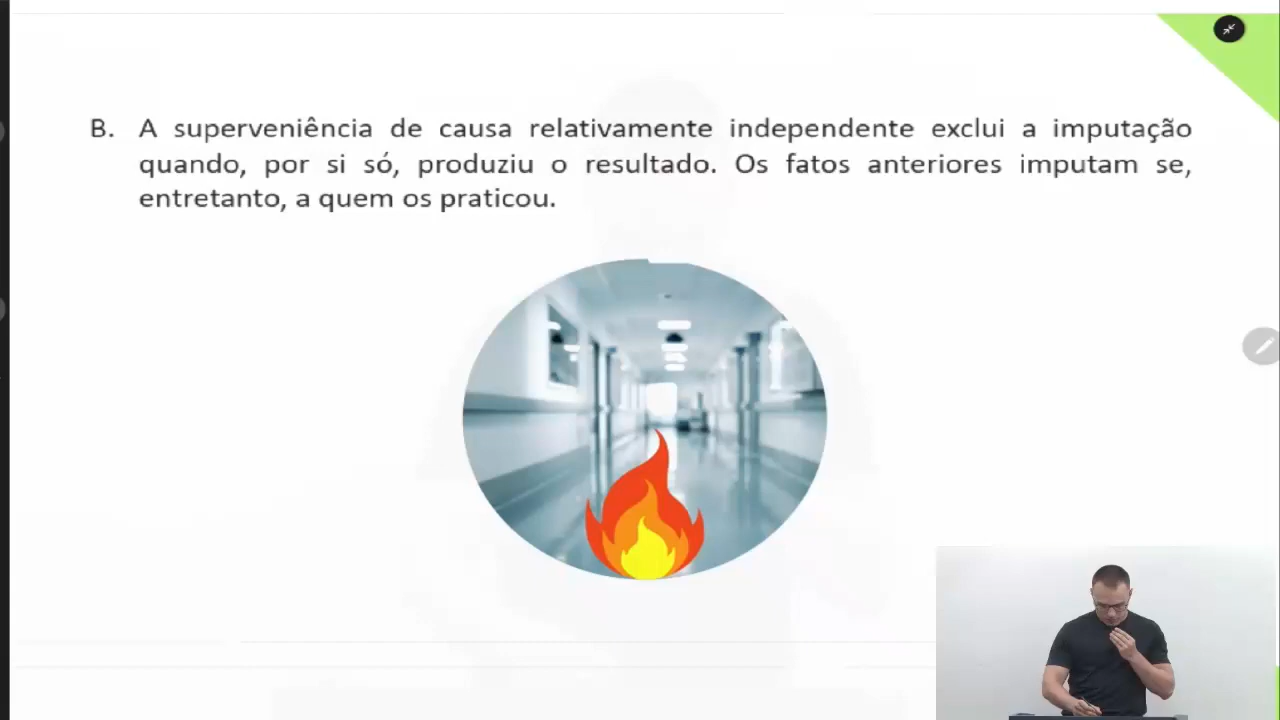 B. A superveniência de causa relativamente independente exclui a imputação
quando, por si só, produziu o resultado. Os fatos anteriores imputam se,
entretanto, a quem os praticou.